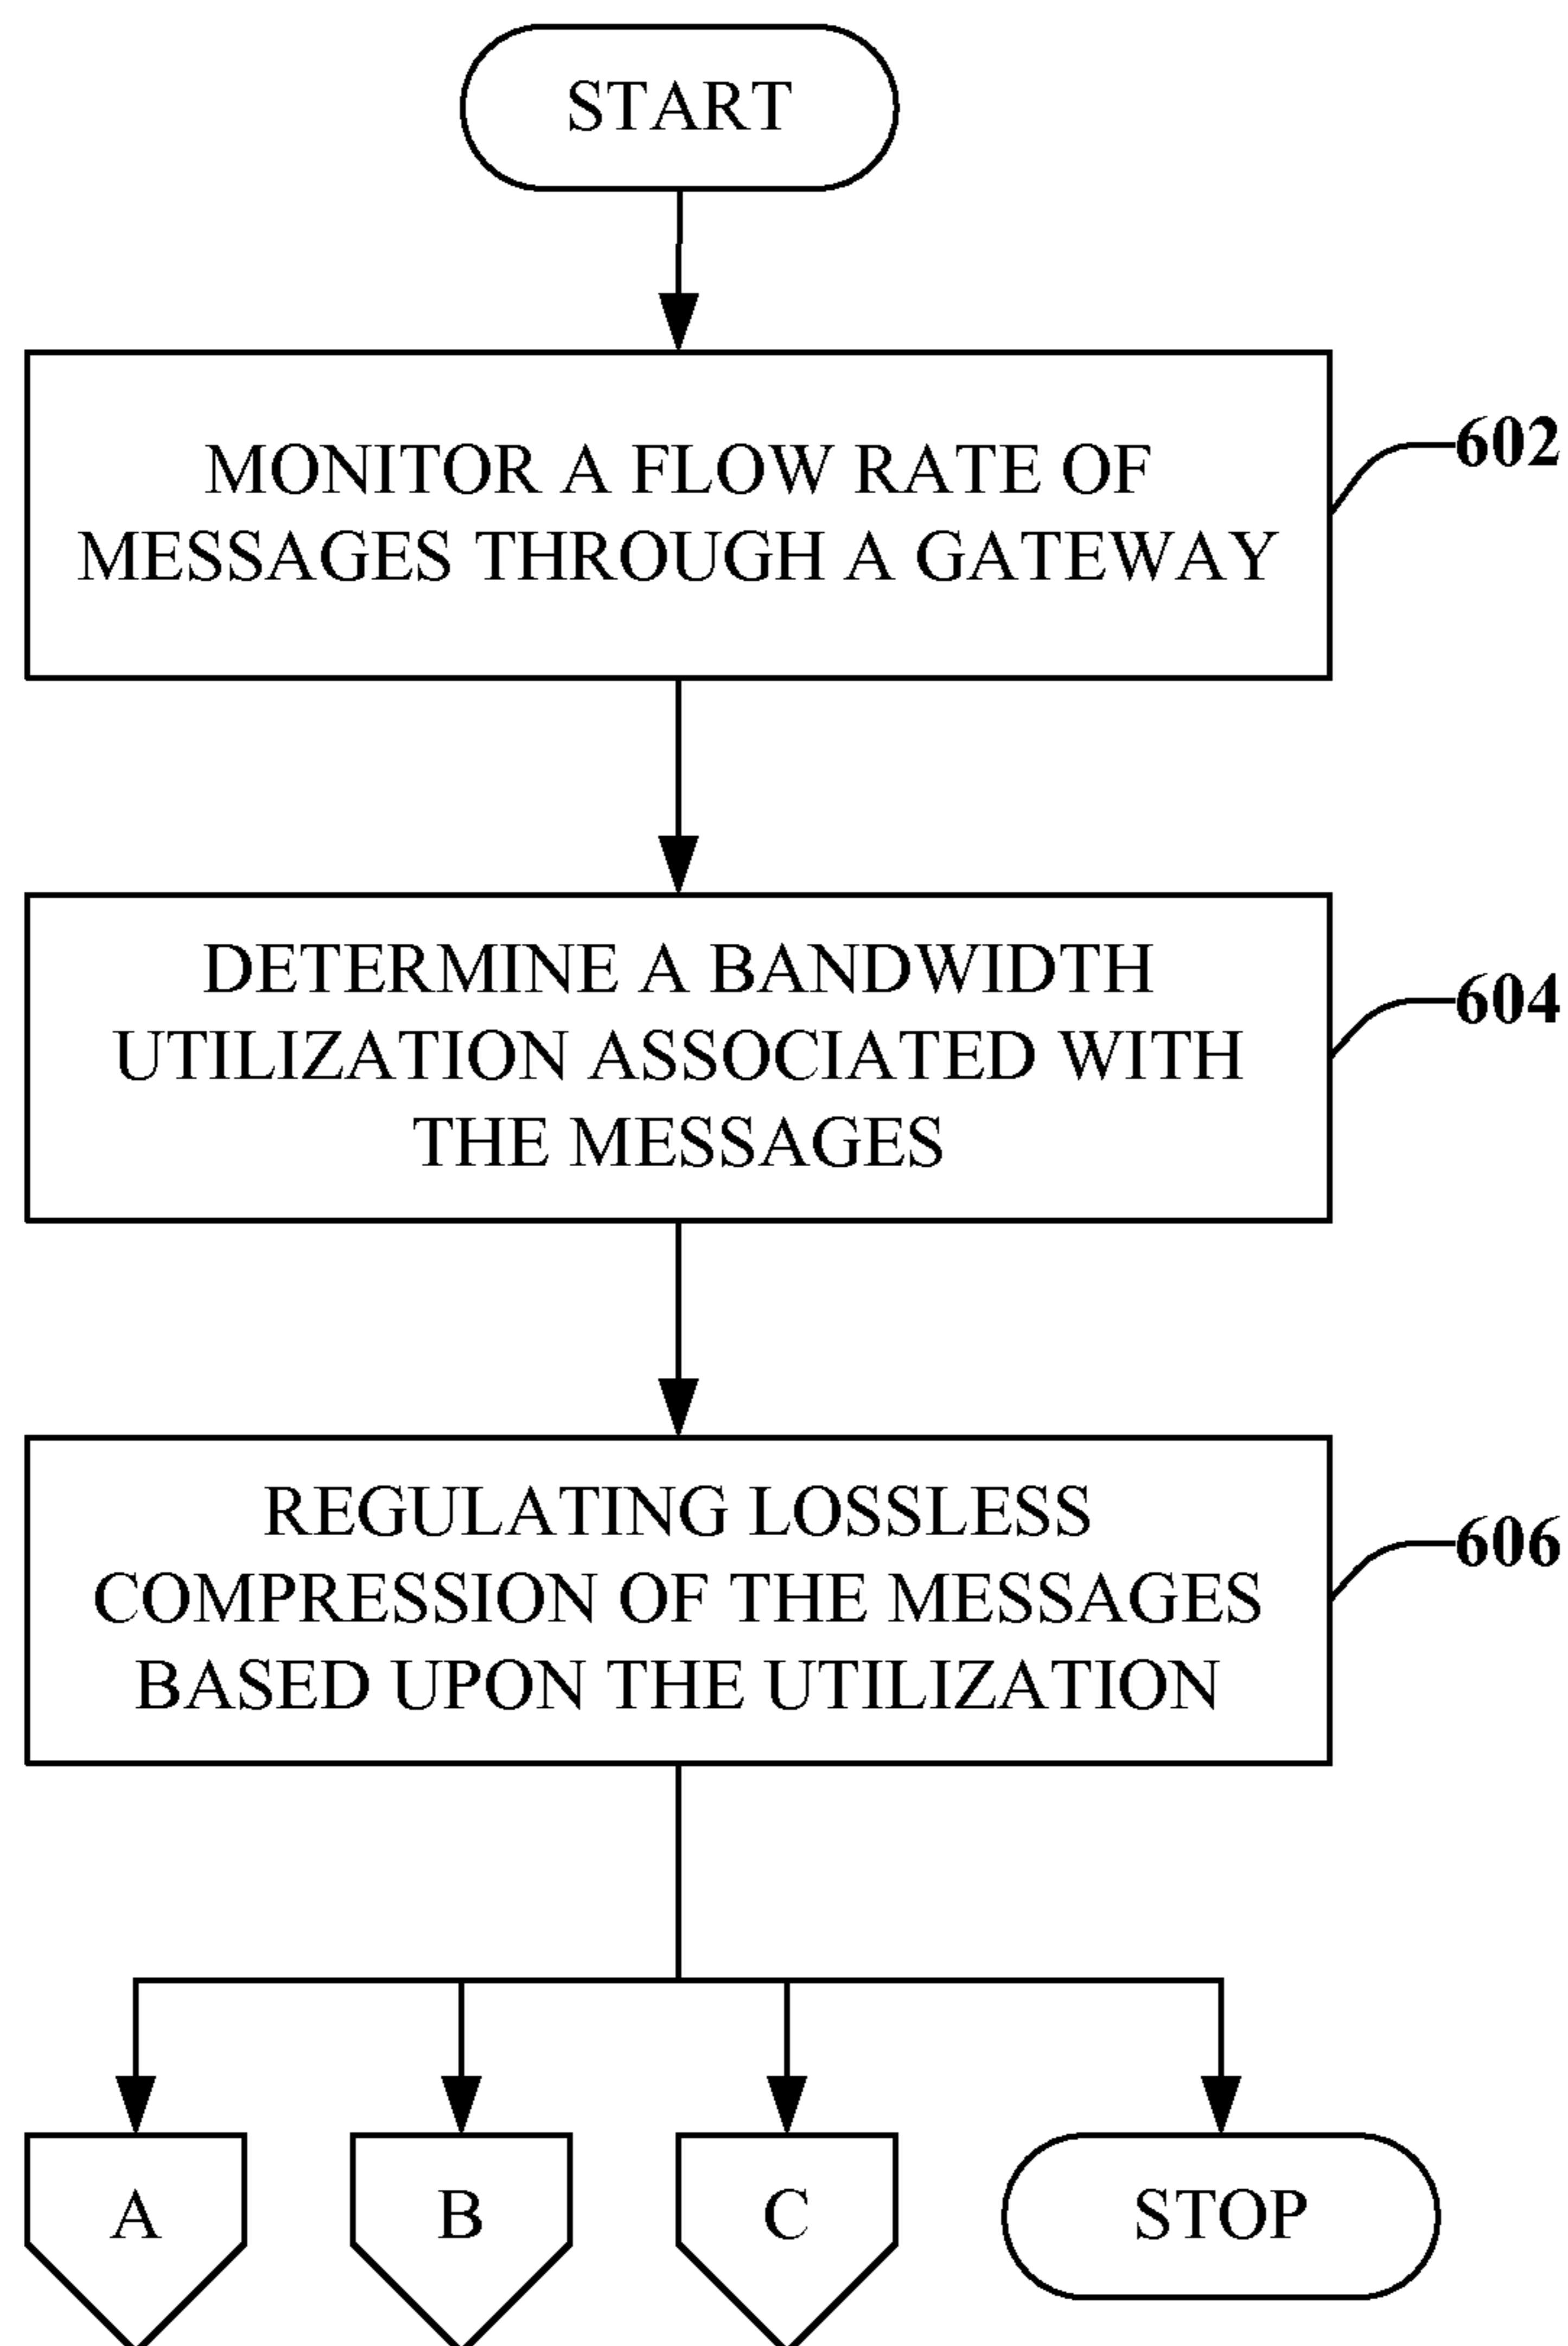 START
MONITOR A FLOW RATE OF
MESSAGES THROUGH A GATEWAY
602
DETERMINE A BANDWIDTH
UTILIZATION ASSOCIATED WITH
THE MESSAGES
604
REGULATING LOSSLESS
COMPRESSION OF THE MESSAGES
BASED UPON THE UTILIZATION
606
A
B
C
STOP